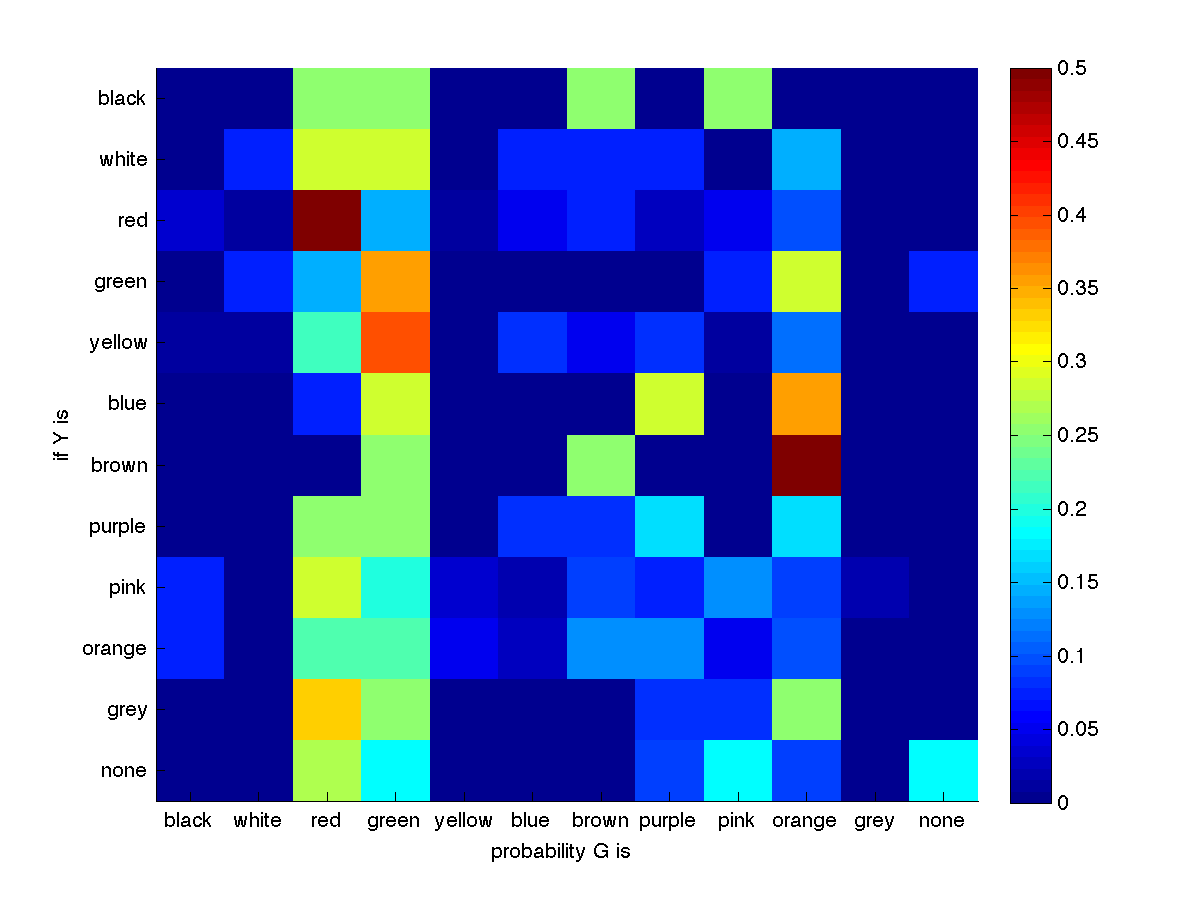 black
white
red
green
yellow
blue
brown
purple
pink
orange
grey
none
if Y is
black white red green yellow blue brown purple pink orange grey none
probability G is
0.5
0.45
0.4
0.35
0.3
0.25
0.2
0.15
0.1
0.05
0